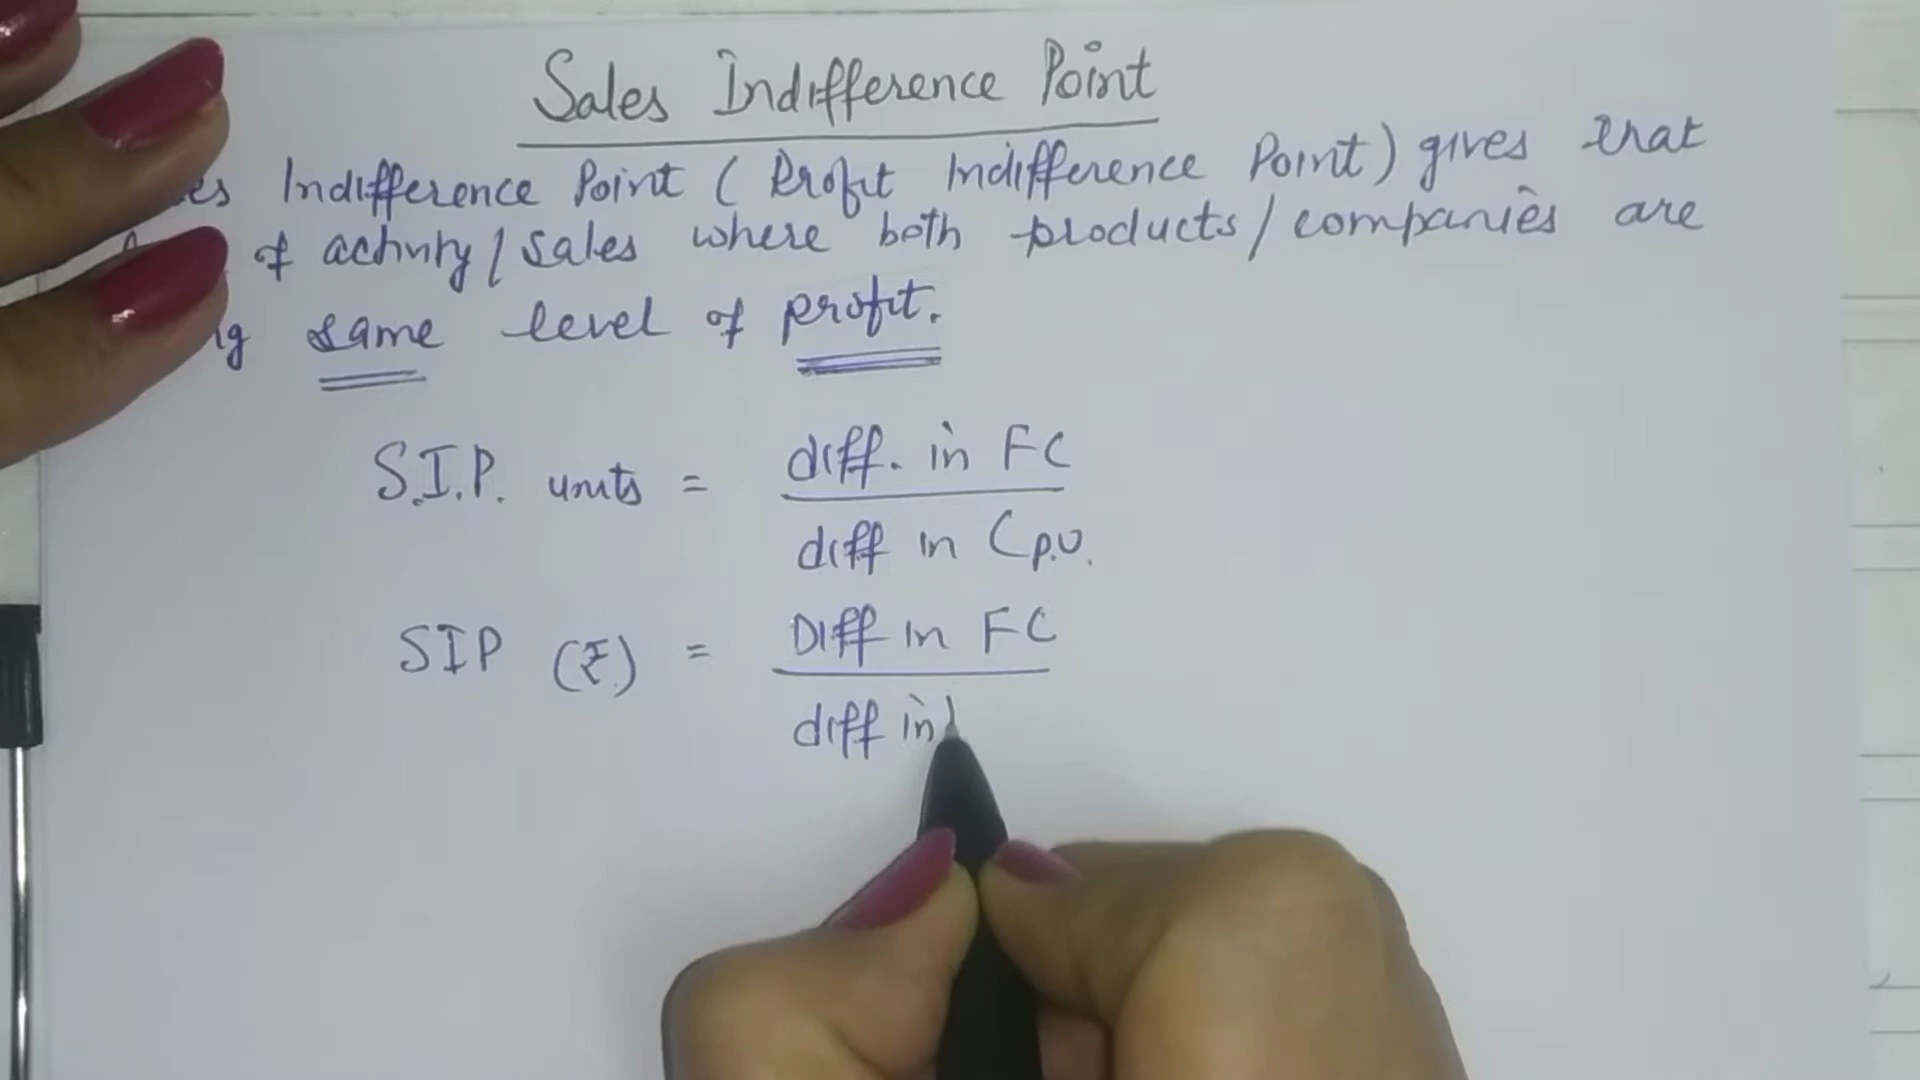 Sales Indifference Point
Indifference Point (Profit Indifference Point) gives that
of activity/Sales where both products/companies are
same level of profit.
S.I.P. units = diff. in FC
diff in Cp.u.
SIP (₹) = Diff in FC
diff in